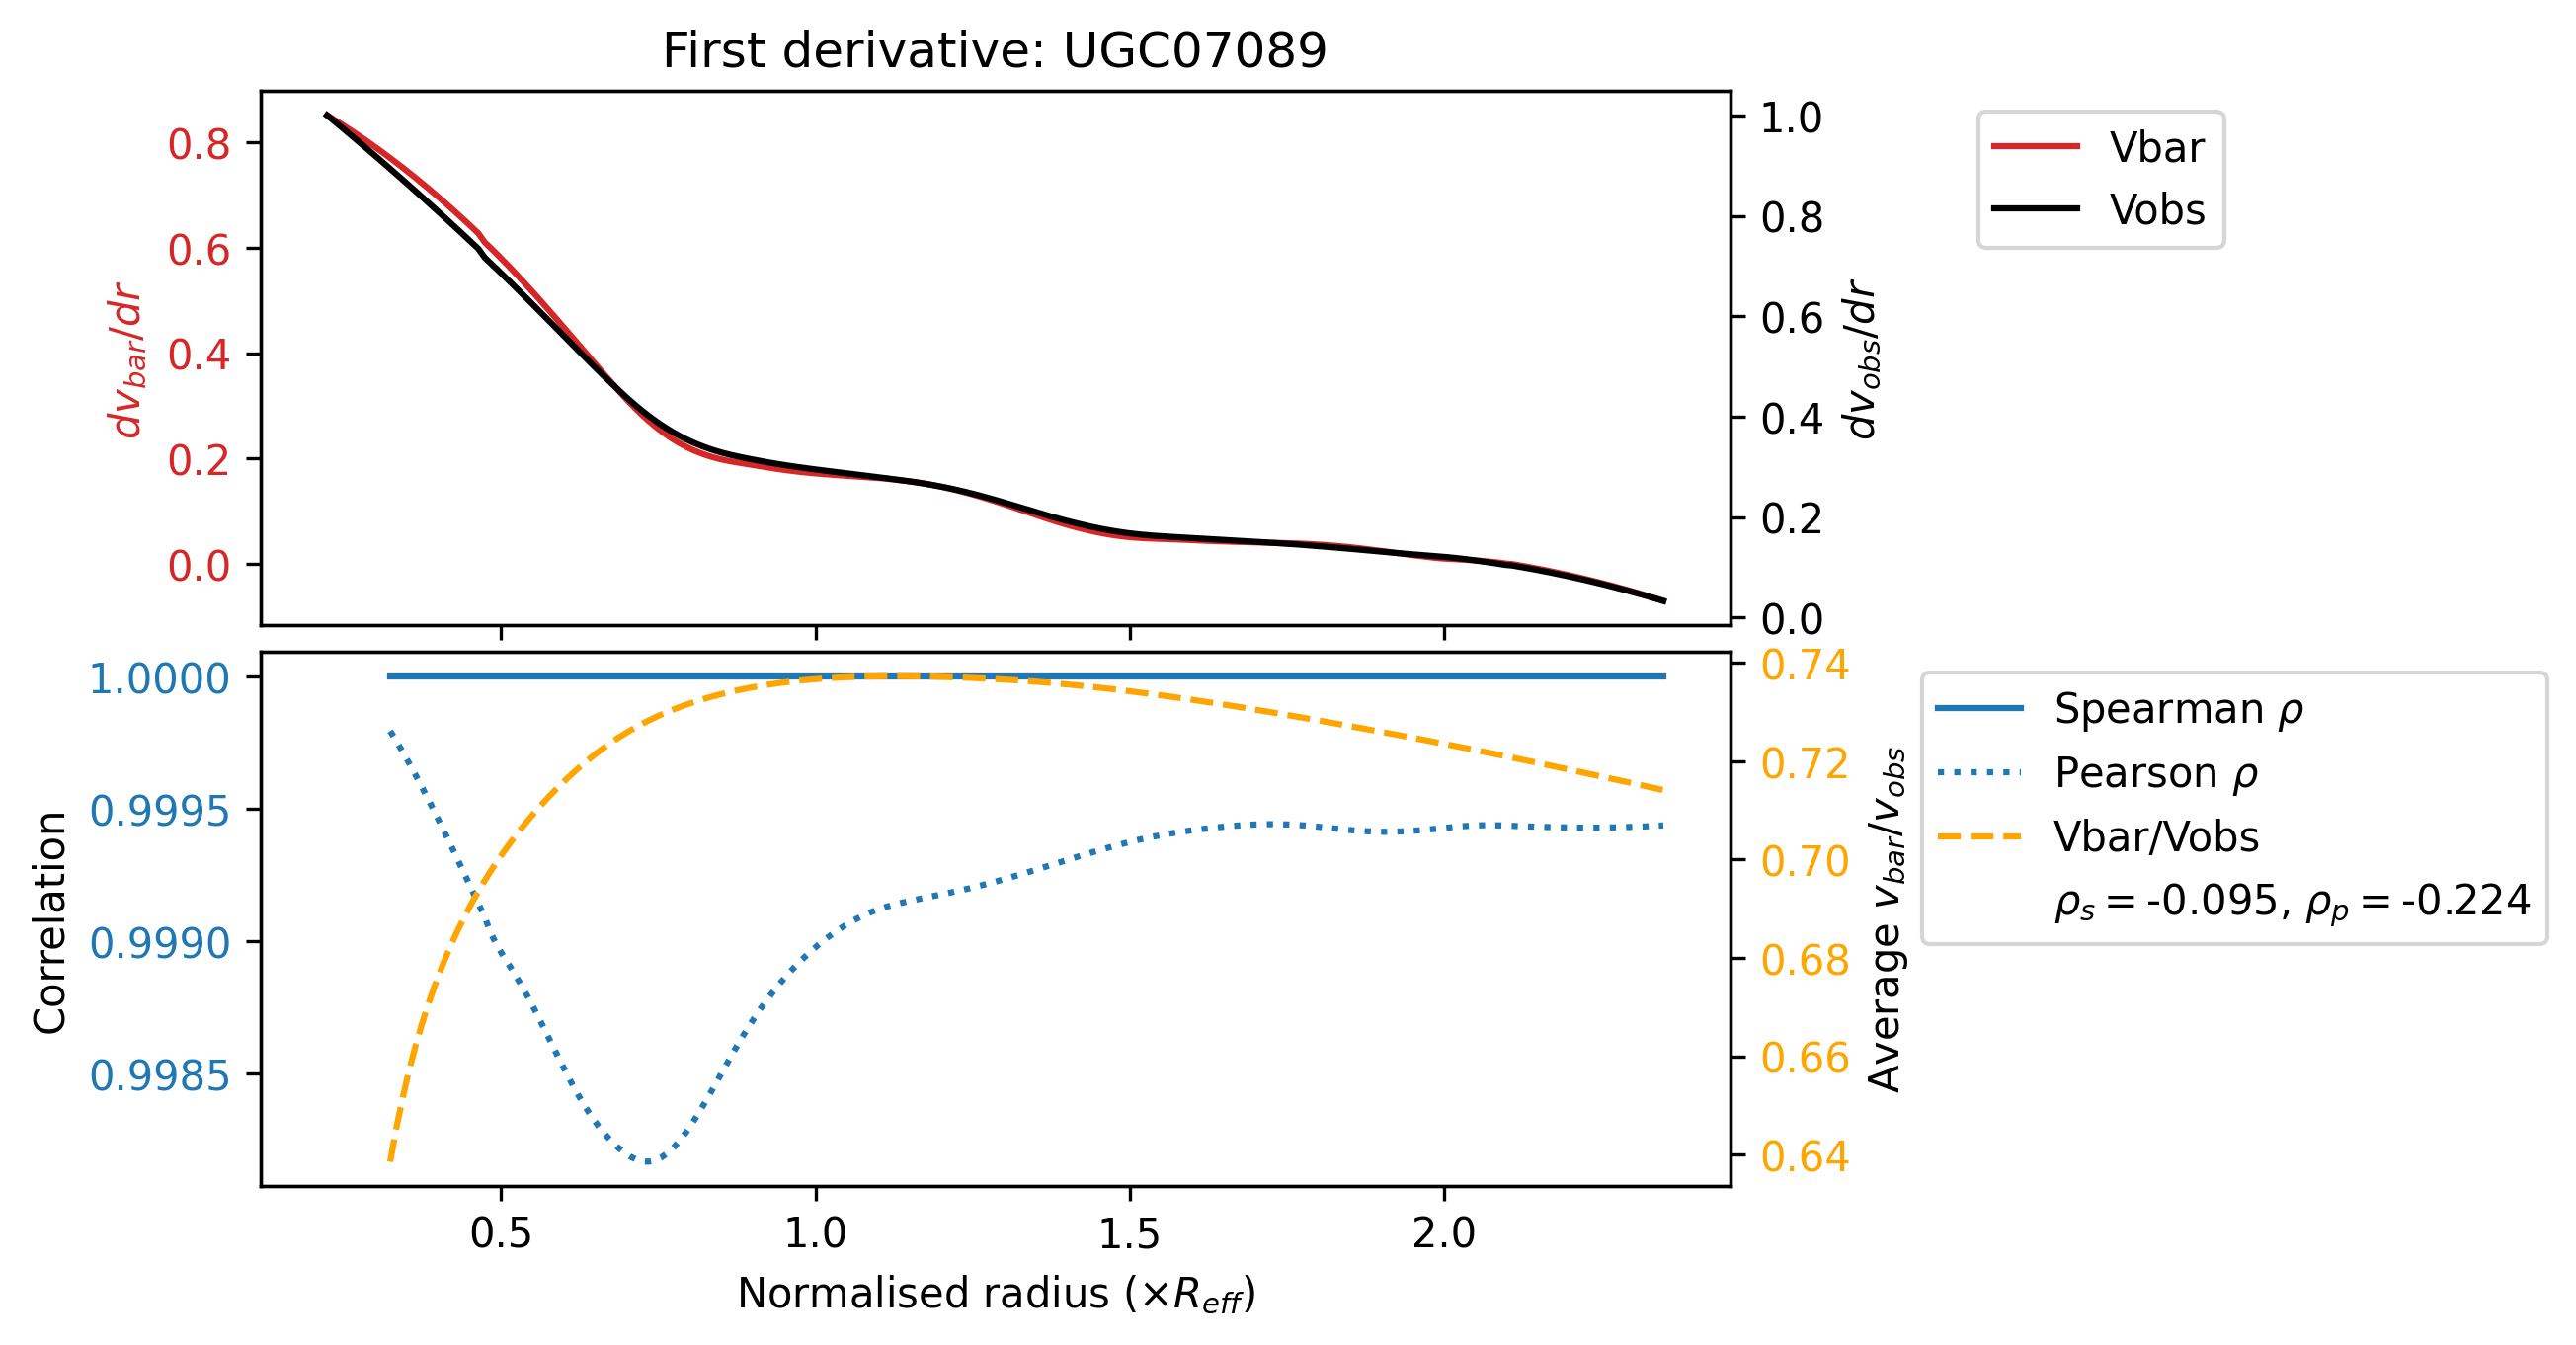 First derivative: UGC07089
0.8
0.6
0.4
0.2
0.0
dv_bar/dr
1.0
0.8
0.6
0.4
0.2
0.0
dv_obs/dr
Vbar
Vobs
1.0000
0.9995
0.9990
0.9985
Correlation
0.74
0.72
0.70
0.68
0.66
0.64
Average v_bar/v_obs
Spearman ρ
Pearson ρ
Vbar/Vobs
ρ_s = -0.095, ρ_p = -0.224
0.5 1.0 1.5 2.0
Normalised radius (×R_eff)